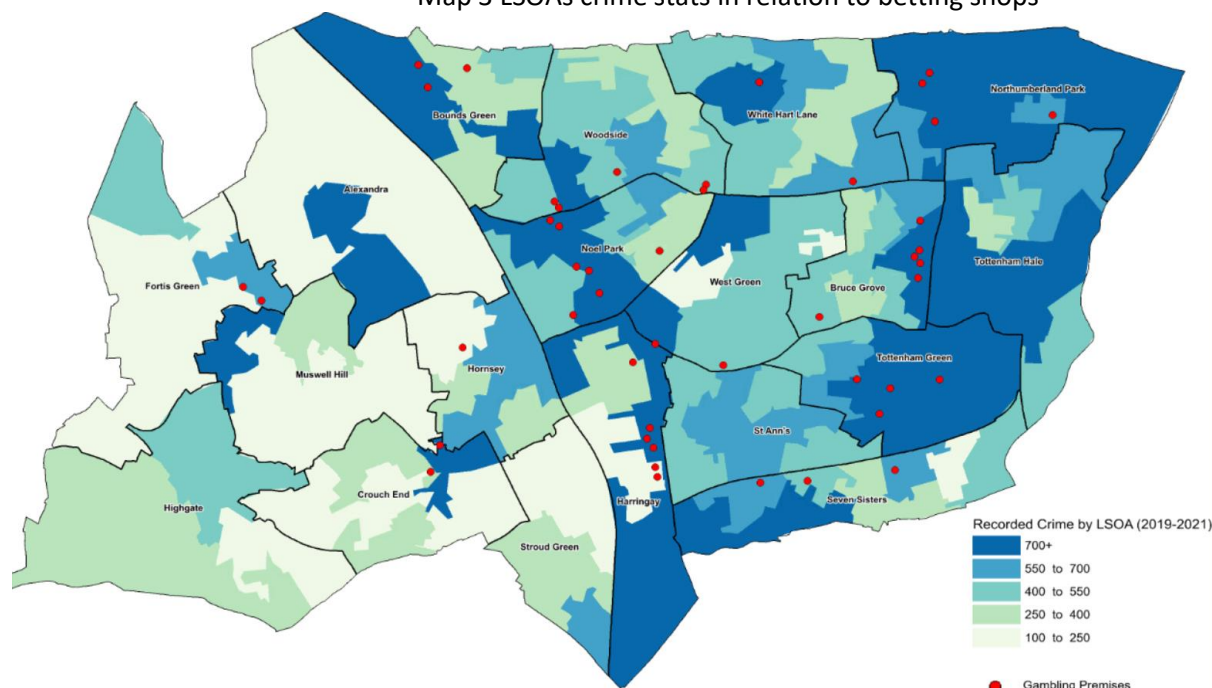 Map 3 LSOAs crime stats in relation to betting shops
Northumberland Park
Bounds Green
White Hart Lane
Woodside
Alexandra
Noel Park
Tottenham Hale
West Green
Fortis Green
Bruce Grove
Tottenham Green
Hornsey
Muswell Hill
St Ann's
Crouch End
Seven Sisters
Harringay
Highgate
Stroud Green
Recorded Crime by LSOA (2019-2021)
700+
550 to 700
400 to 550
250 to 400
100 to 250
Gambling Premises